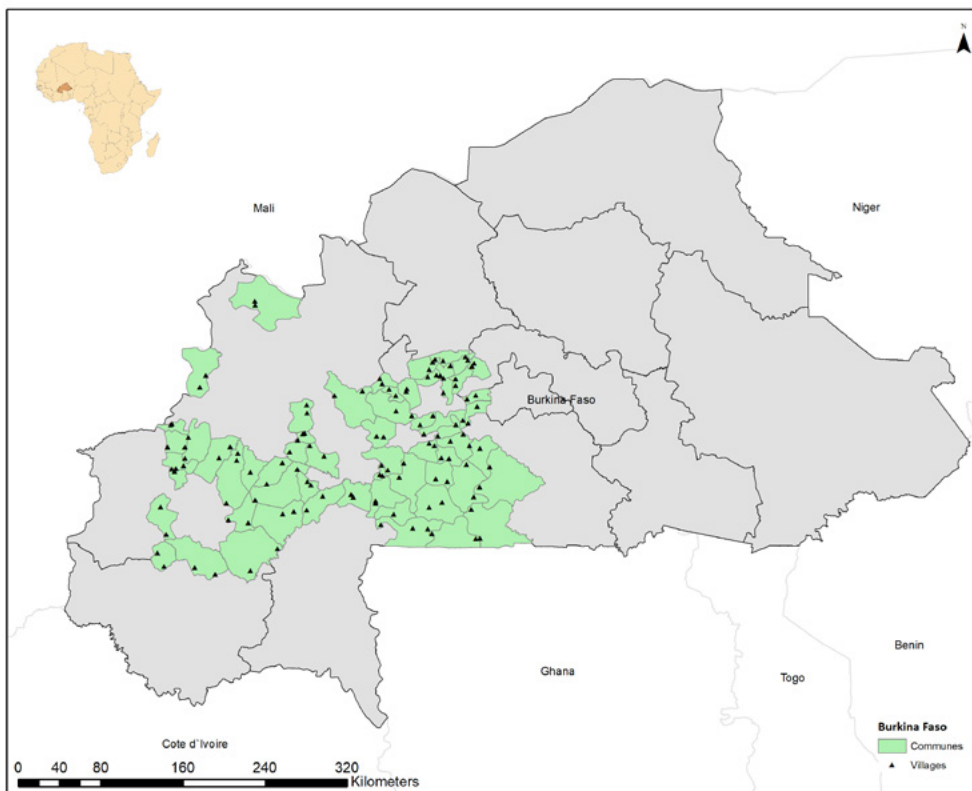 N
Mali
Niger
Burkina Faso
Benin
Ghana
Togo
Cote d`Ivoire
Burkina Faso
Communes
Villages
0 40 80 160 240 320
Kilometers